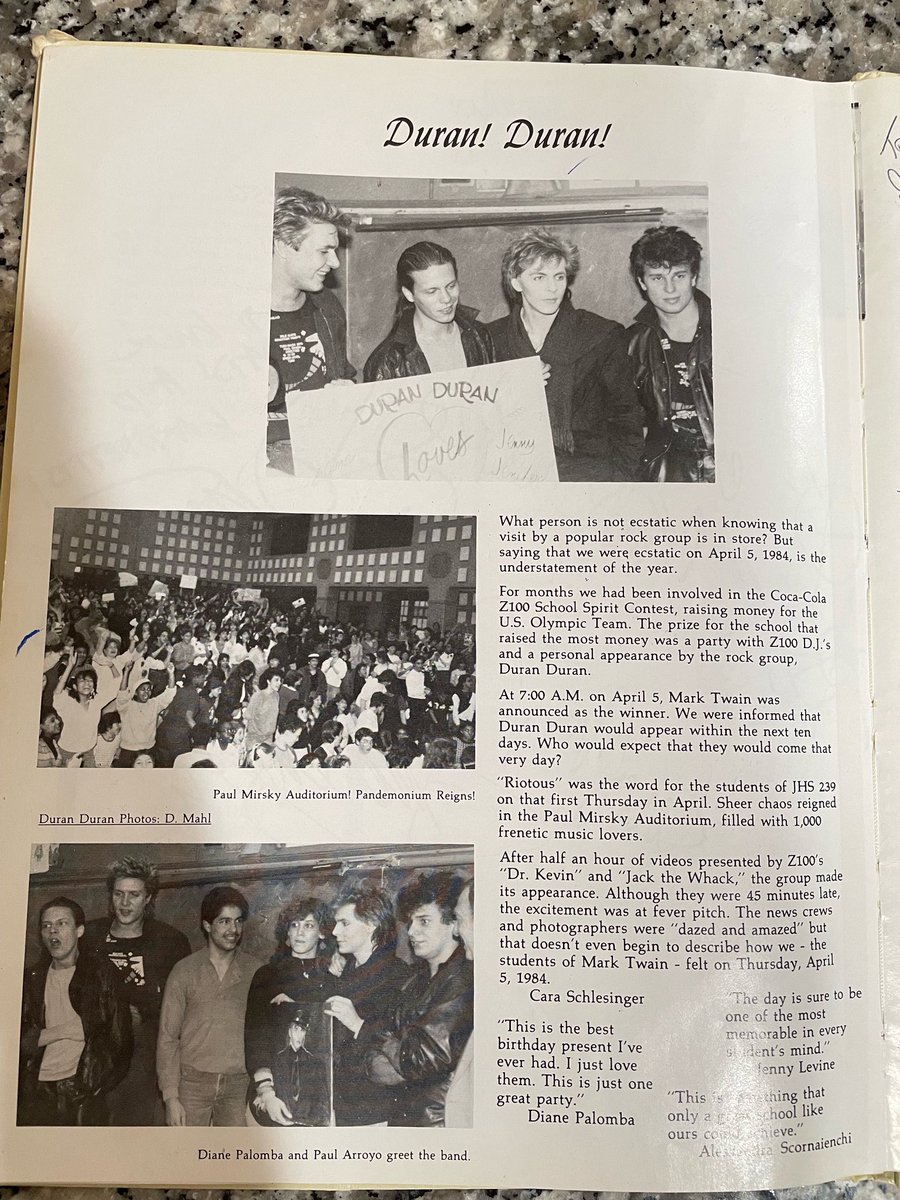 Duran! Duran!
DURAN DURAN
Loves
Jenny
What person is not ecstatic when knowing that a
visit by a popular rock group is in store? But
saying that we were ecstatic on April 5, 1984, is the
understatement of the year.
For months we had been involved in the Coca-Cola
Z100 School Spirit Contest, raising money for the
U.S. Olympic Team. The prize for the school that
raised the most money was a party with Z100 D.J.'s
and a personal appearance by the rock group,
Duran Duran.
At 7:00 A.M. on April 5, Mark Twain was
announced as the winner. We were informed that
Duran Duran would appear within the next ten
days. Who would expect that they would come that
very day?
"Riotous" was the word for the students of JHS 239
on that first Thursday in April. Sheer chaos reigned
in the Paul Mirsky Auditorium, filled with 1,000
frenetic music lovers.
After half an hour of videos presented by Z100's
"Dr. Kevin" and "Jack the Whack," the group made
its appearance. Although they were 45 minutes late,
the excitement was at fever pitch. The news crews
and photographers were "dazed and amazed" but
that doesn't even begin to describe how we - the
students of Mark Twain - felt on Thursday, April
5, 1984.
Cara Schlesinger
"This is the best
birthday present I've
ever had. I just love
them. This is just one
great party."
Diane Palomba
"The day is sure to be
one of the most
memorable in every
student's mind."
Jenny Levine
"This is something that
only a school like
ours could achieve."
Scornaienchi
Paul Mirsky Auditorium! Pandemonium Reigns!
Duran Duran Photos: D. Mahl
Diane Palomba and Paul Arroyo greet the band.